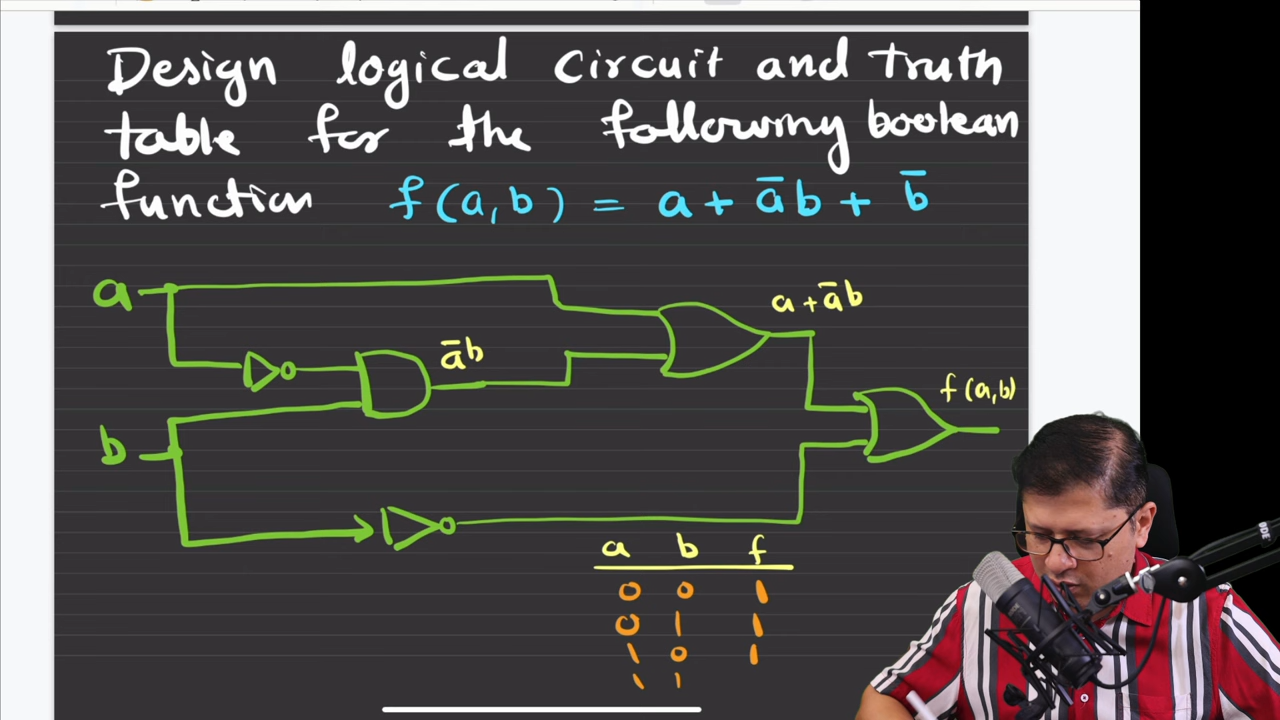 Design logical circuit and truth
table for the following boolean
function f(a,b) = a + a̅b + b̅
a
a + a̅b
a̅b
f(a,b)
b
a b f
0 0 1
0 1 1
1 0 1
1 1